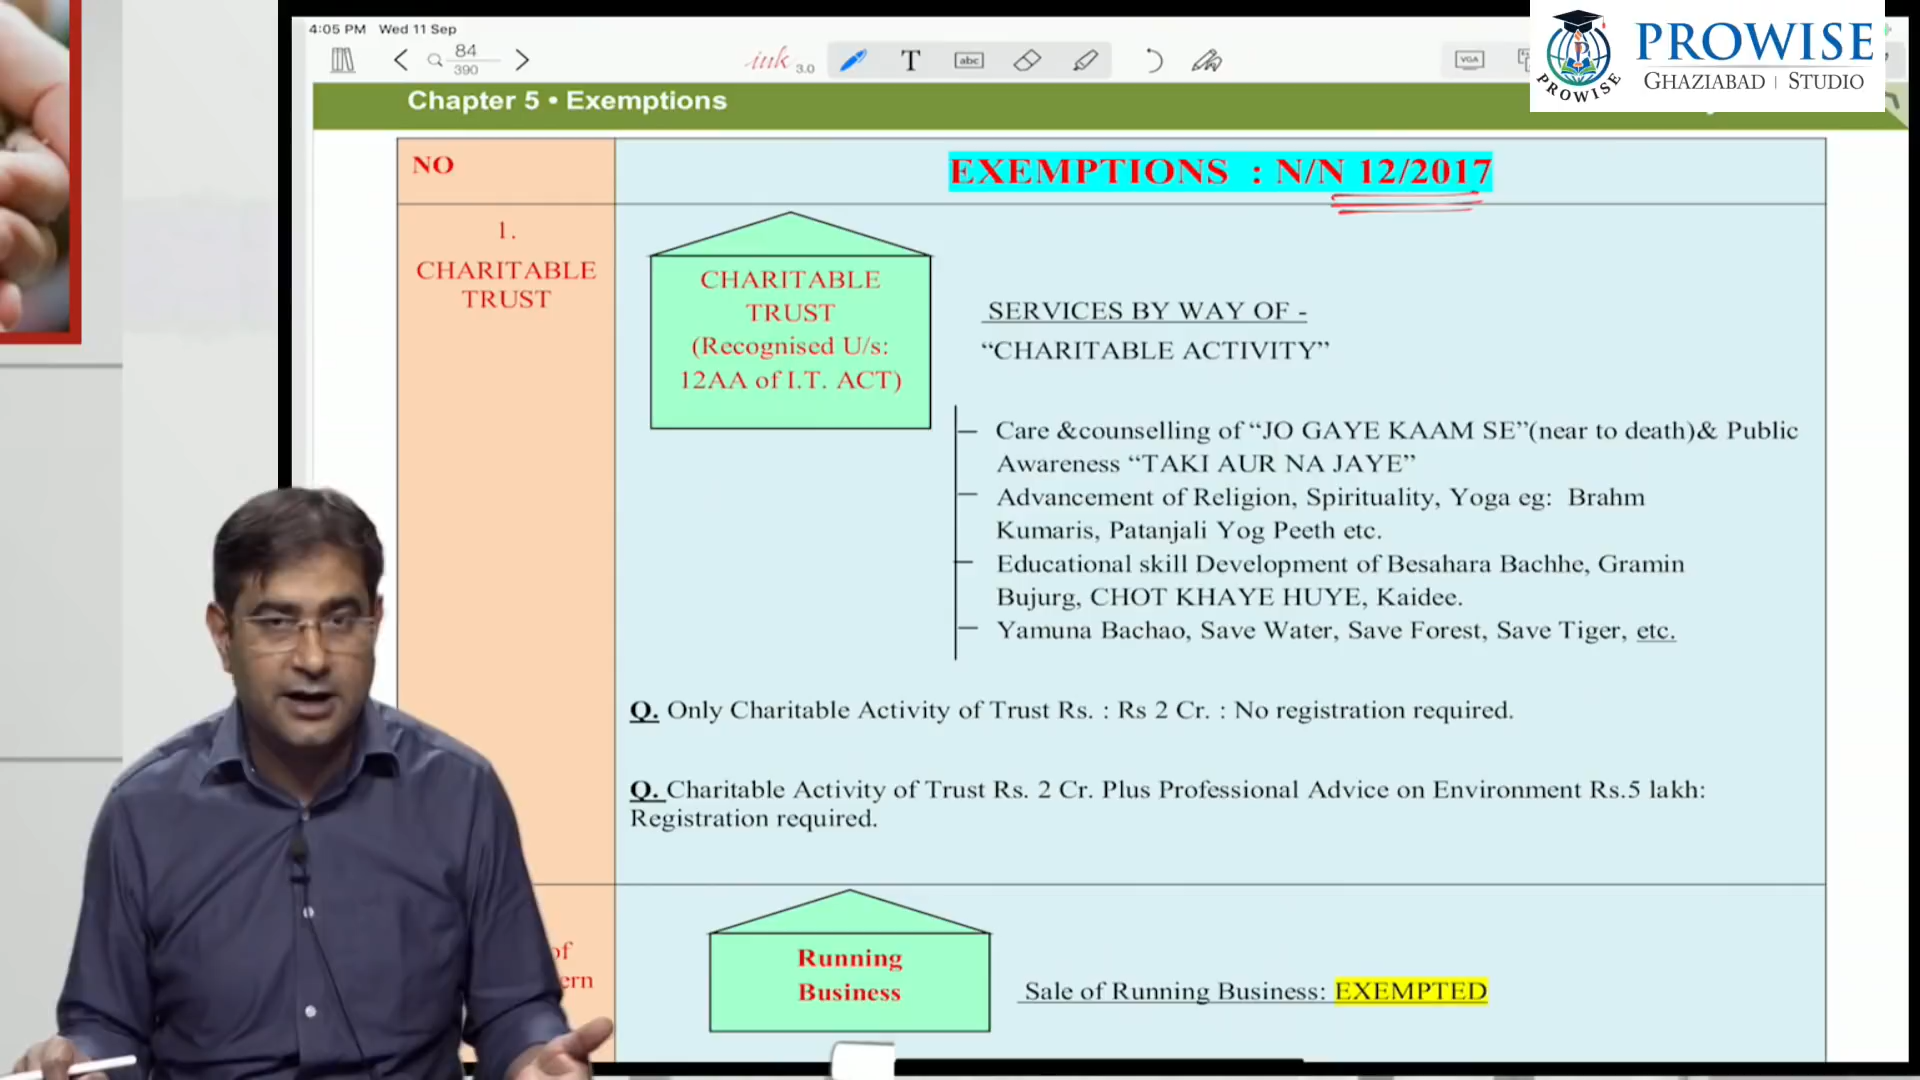 4:05 PM Wed 11 Sep
84
390
ink 3.0
T
abc
VGA
PROWISE
PROWISE
GHAZIABAD | STUDIO
Chapter 5 • Exemptions
NO
EXEMPTIONS : N/N 12/2017
1.
CHARITABLE
TRUST
CHARITABLE
TRUST
(Recognised U/s:
12AA of I.T. ACT)
SERVICES BY WAY OF -
“CHARITABLE ACTIVITY”
Care &counselling of “JO GAYE KAAM SE”(near to death)& Public
Awareness “TAKI AUR NA JAYE”
Advancement of Religion, Spirituality, Yoga eg: Brahm
Kumaris, Patanjali Yog Peeth etc.
Educational skill Development of Besahara Bachhe, Gramin
Bujurg, CHOT KHAYE HUYE, Kaidee.
Yamuna Bachao, Save Water, Save Forest, Save Tiger, etc.
Q. Only Charitable Activity of Trust Rs. : Rs 2 Cr. : No registration required.
Q. Charitable Activity of Trust Rs. 2 Cr. Plus Professional Advice on Environment Rs.5 lakh:
Registration required.
of
ern
Running
Business
Sale of Running Business: EXEMPTED